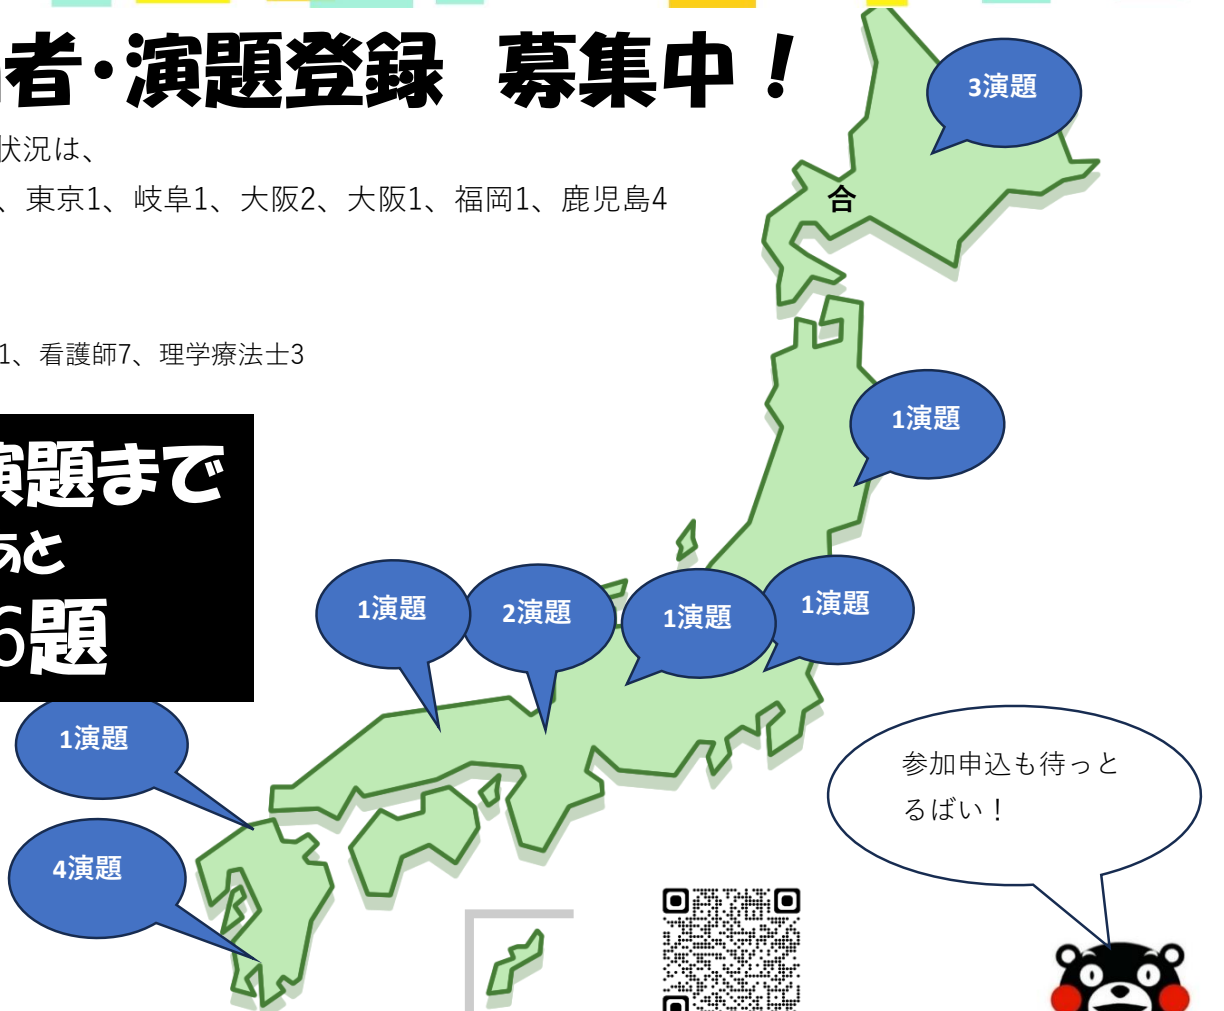 者・演題登録 募集中！
状況は、
、東京1、岐阜1、大阪2、大阪1、福岡1、鹿児島4
1、看護師7、理学療法士3
演題まで
あと
6題
3演題
合
1演題
1演題
2演題
1演題
1演題
1演題
4演題
参加申込も待っと
るばい！